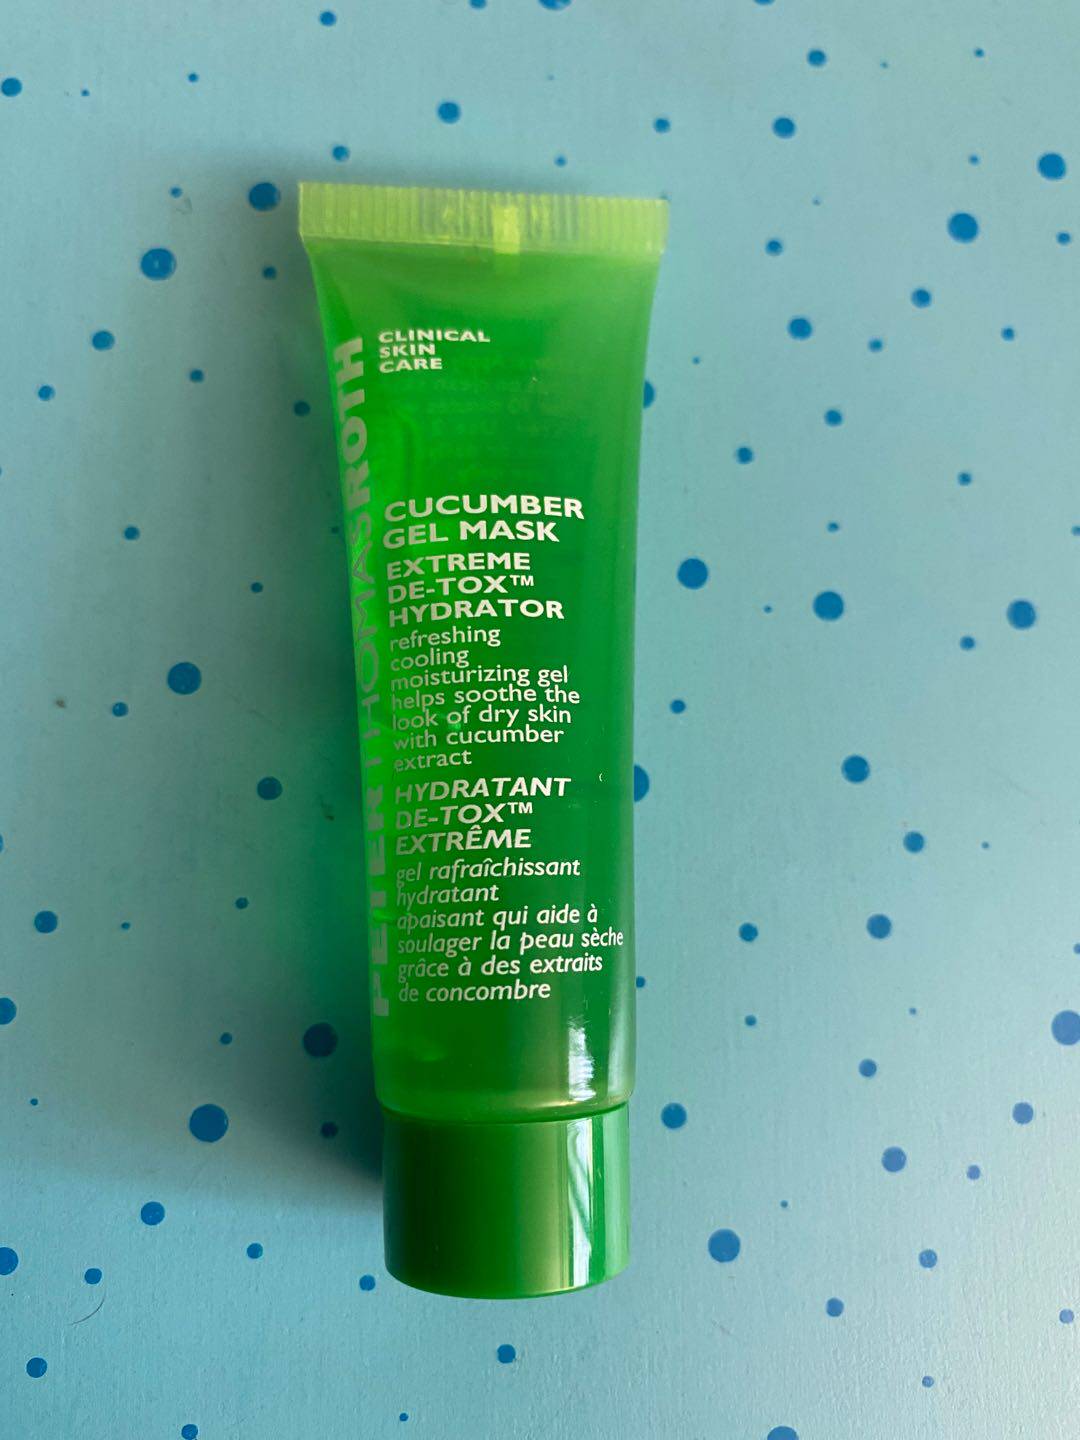 PETER THOMAS ROTH
CLINICAL
SKIN
CARE
CUCUMBER
GEL MASK
EXTREME
DE-TOX™
HYDRATOR
refreshing
cooling
moisturizing gel
helps soothe the
look of dry skin
with cucumber
extract
HYDRATANT
DE-TOX™
EXTRÊME
gel rafraîchissant
hydratant
apaisant qui aide à
soulager la peau sèche
grâce à des extraits
de concombre